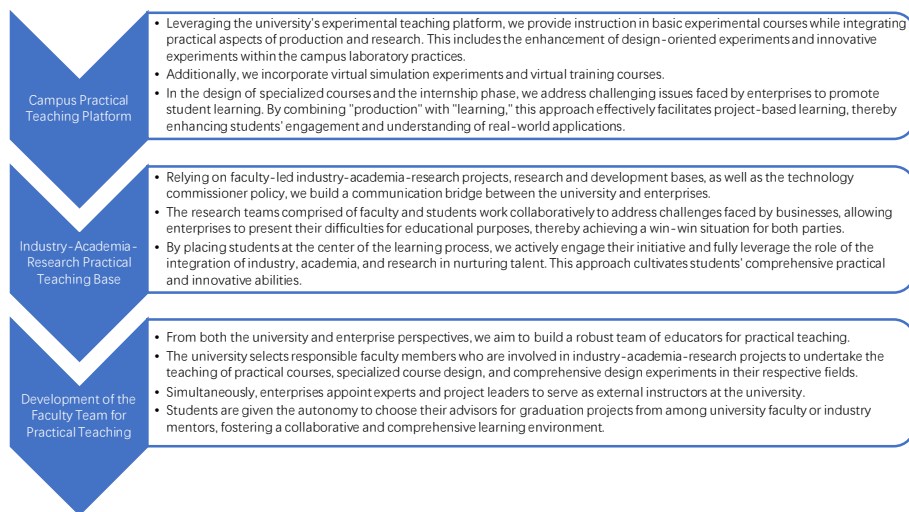 Campus Practical
Teaching Platform
• Leveraging the university's experimental teaching platform, we provide instruction in basic experimental courses while integrating
practical aspects of production and research. This includes the enhancement of design-oriented experiments and innovative
experiments within the campus laboratory practices.
• Additionally, we incorporate virtual simulation experiments and virtual training courses.
• In the design of specialized courses and the internship phase, we address challenging issues faced by enterprises to promote
student learning. By combining "production" with "learning," this approach effectively facilitates project-based learning, thereby
enhancing students' engagement and understanding of real-world applications.
Industry-Academia-
Research Practical
Teaching Base
• Relying on faculty-led industry-academia-research projects, research and development bases, as well as the technology
commissioner policy, we build a communication bridge between the university and enterprises.
• The research teams comprised of faculty and students work collaboratively to address challenges faced by businesses, allowing
enterprises to present their difficulties for educational purposes, thereby achieving a win-win situation for both parties.
• By placing students at the center of the learning process, we actively engage their initiative and fully leverage the role of the
integration of industry, academia, and research in nurturing talent. This approach cultivates students' comprehensive practical
and innovative abilities.
Development of the
Faculty Team for
Practical Teaching
• From both the university and enterprise perspectives, we aim to build a robust team of educators for practical teaching.
• The university selects responsible faculty members who are involved in industry-academia-research projects to undertake the
teaching of practical courses, specialized course design, and comprehensive design experiments in their respective fields.
• Simultaneously, enterprises appoint experts and project leaders to serve as external instructors at the university.
• Students are given the autonomy to choose their advisors for graduation projects from among university faculty or industry
mentors, fostering a collaborative and comprehensive learning environment.